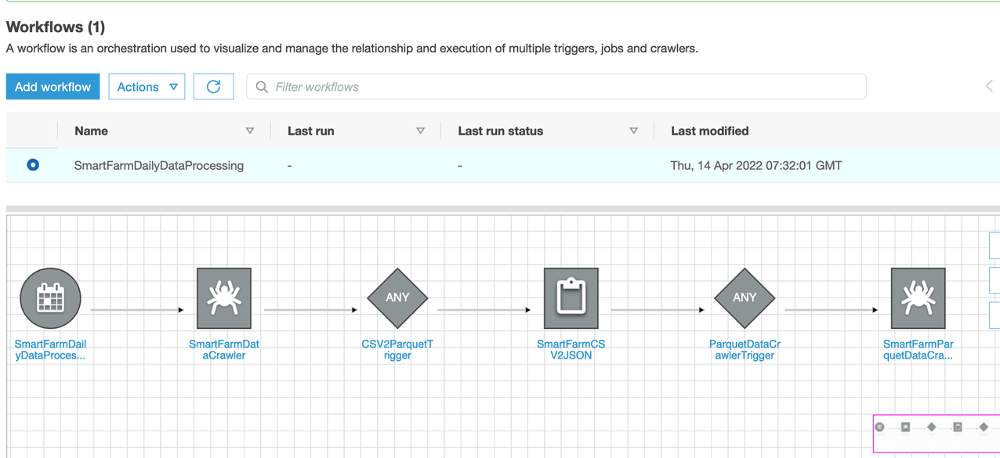 Workflows (1)
A workflow is an orchestration used to visualize and manage the relationship and execution of multiple triggers, jobs and crawlers.
Add workflow Actions Filter workflows
Name Last run Last run status Last modified
SmartFarmDailyDataProcessing - - Thu, 14 Apr 2022 07:32:01 GMT
ANY ANY
SmartFarmDail SmartFarmDat CSV2ParquetT SmartFarmCS ParquetDataCr SmartFarmPar
yDataProces... aCrawler rigger V2JSON awlerTrigger quetDataCra...